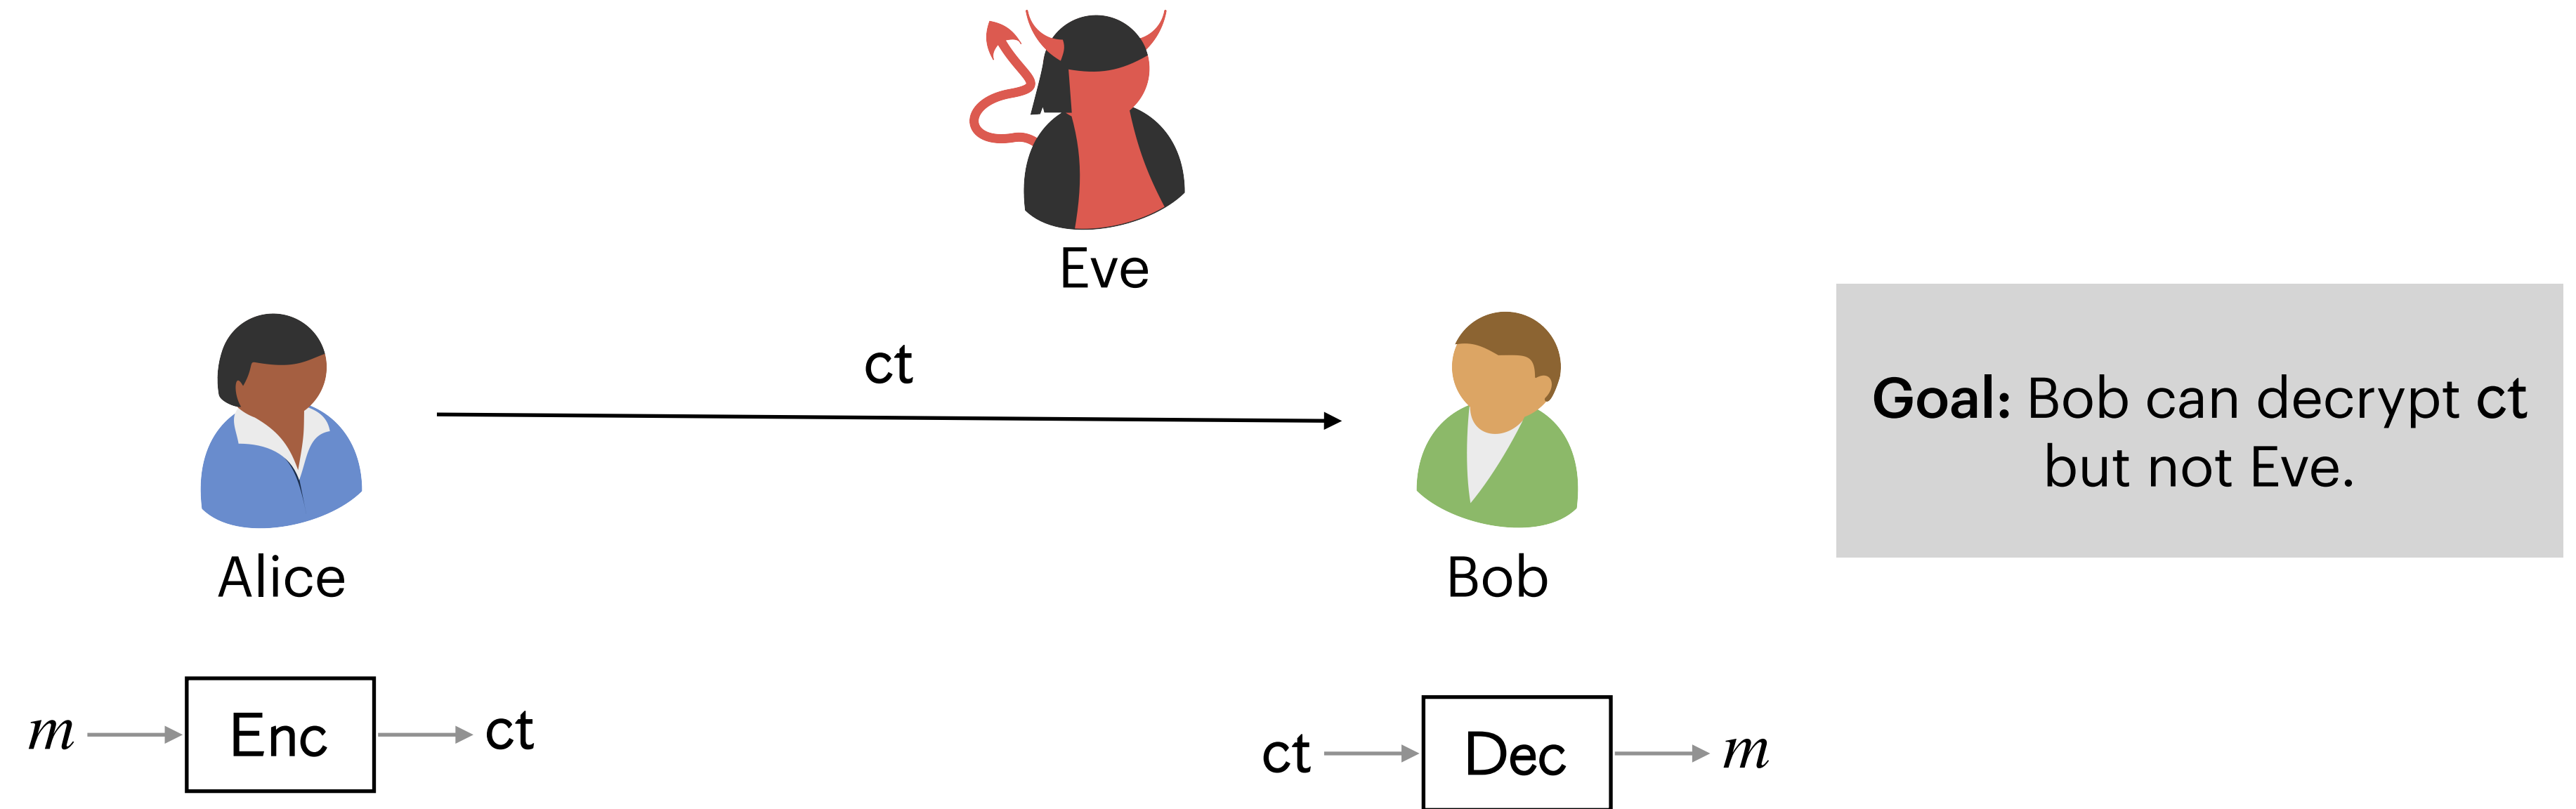 Eve
ct
Goal: Bob can decrypt ct
but not Eve.
Alice
Bob
m
Enc
ct
ct
Dec
m